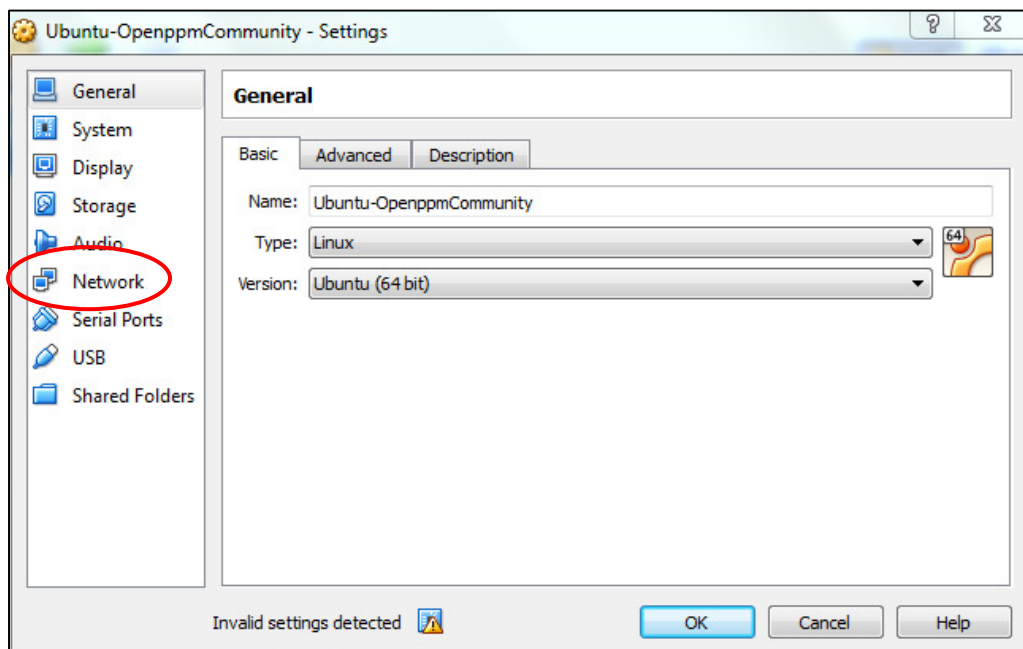 Ubuntu-OpenppmCommunity - Settings
?
General
System
Display
Storage
Audio
Network
Serial Ports
USB
Shared Folders
General
Basic Advanced Description
Name: Ubuntu-OpenppmCommunity
Type: Linux
64
Version: Ubuntu (64 bit)
Invalid settings detected
OK Cancel Help